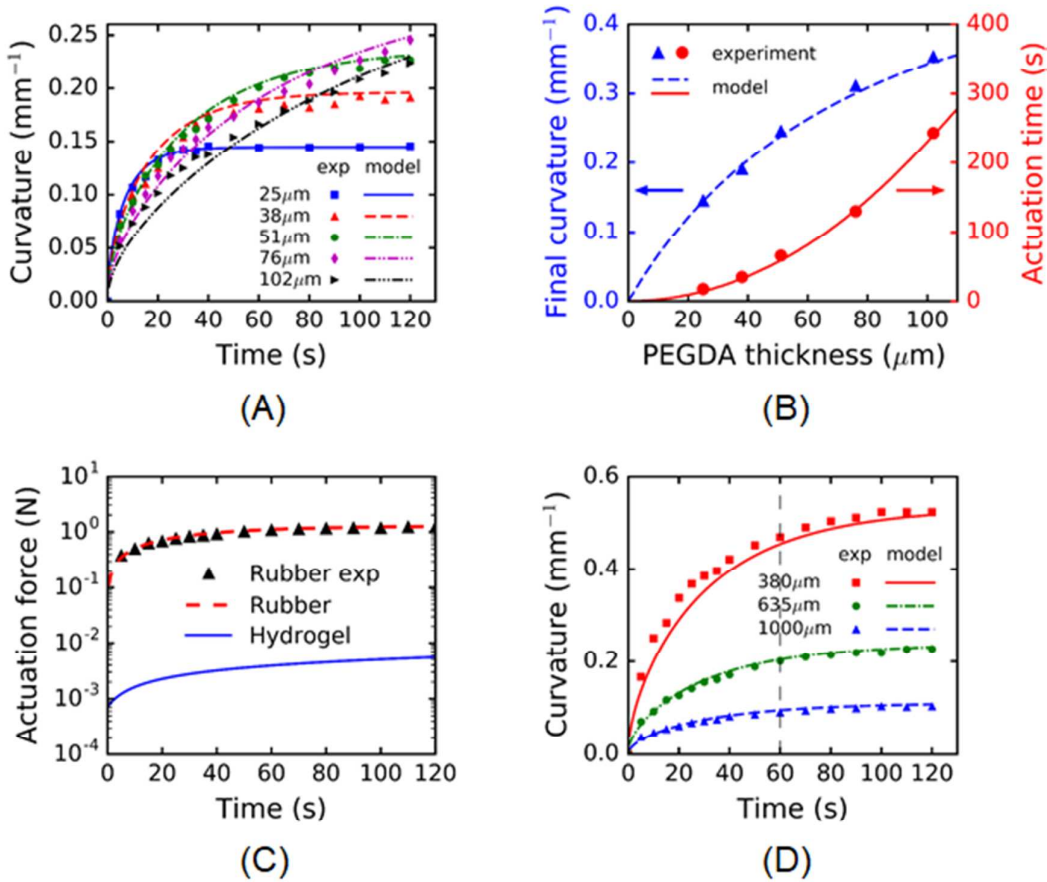 0.25
0.20
0.15
0.10
0.05
0.00
Curvature (mm⁻¹)
exp model
25μm
38μm
51μm
76μm
102μm
0 20 40 60 80 100 120
Time (s)
(A)
0.4
0.3
0.2
0.1
0.0
Final curvature (mm⁻¹)
experiment
model
400
300
200
100
0
Actuation time (s)
0 20 40 60 80 100
PEGDA thickness (μm)
(B)
10¹
10⁰
10⁻¹
10⁻²
10⁻³
10⁻⁴
Actuation force (N)
Rubber exp
Rubber
Hydrogel
0 20 40 60 80 100 120
Time (s)
(C)
0.6
0.4
0.2
0.0
Curvature (mm⁻¹)
exp model
380μm
635μm
1000μm
0 20 40 60 80 100 120
Time (s)
(D)